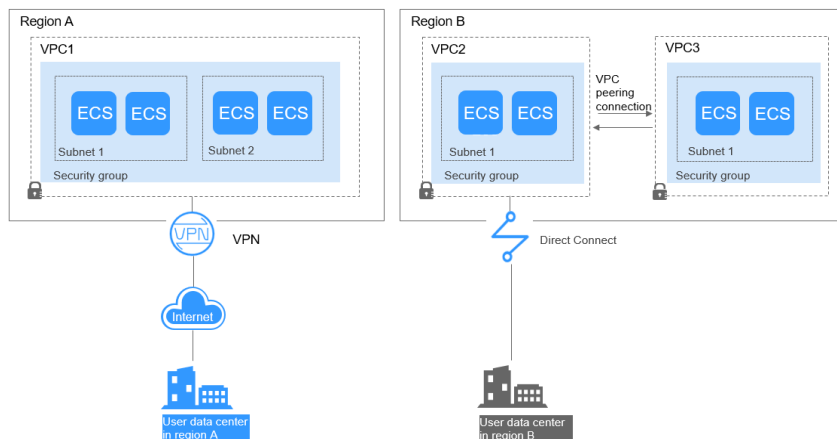 Region A
VPC1
ECS
ECS
Subnet 1
ECS
ECS
Subnet 2
Security group
VPN
VPN
Internet
User data center
in region A
Region B
VPC2
ECS
ECS
Subnet 1
Security group
VPC
peering
connection
VPC3
ECS
ECS
Subnet 1
Security group
Direct Connect
User data center
in region B